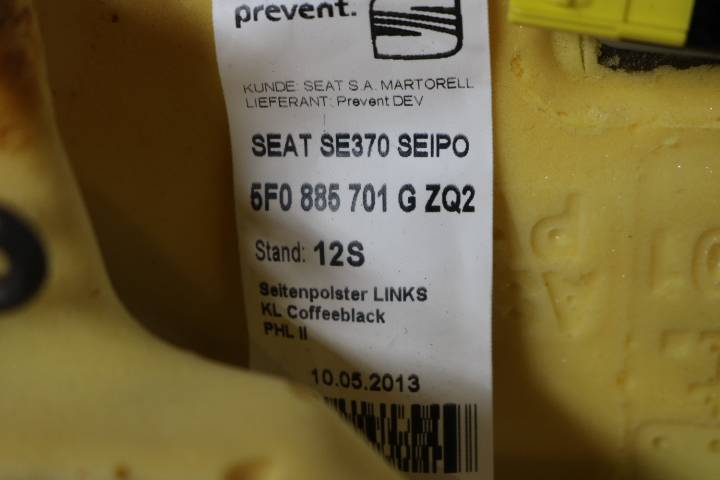 prevent.
KUNDE: SEAT S.A. MARTORELL
LIEFERANT: Prevent DEV
SEAT SE370 SEIPO
5F0 885 701 G ZQ2
Stand: 12S
Seitenpolster LINKS
KL Coffeeblack
PHL II
10.05.2013